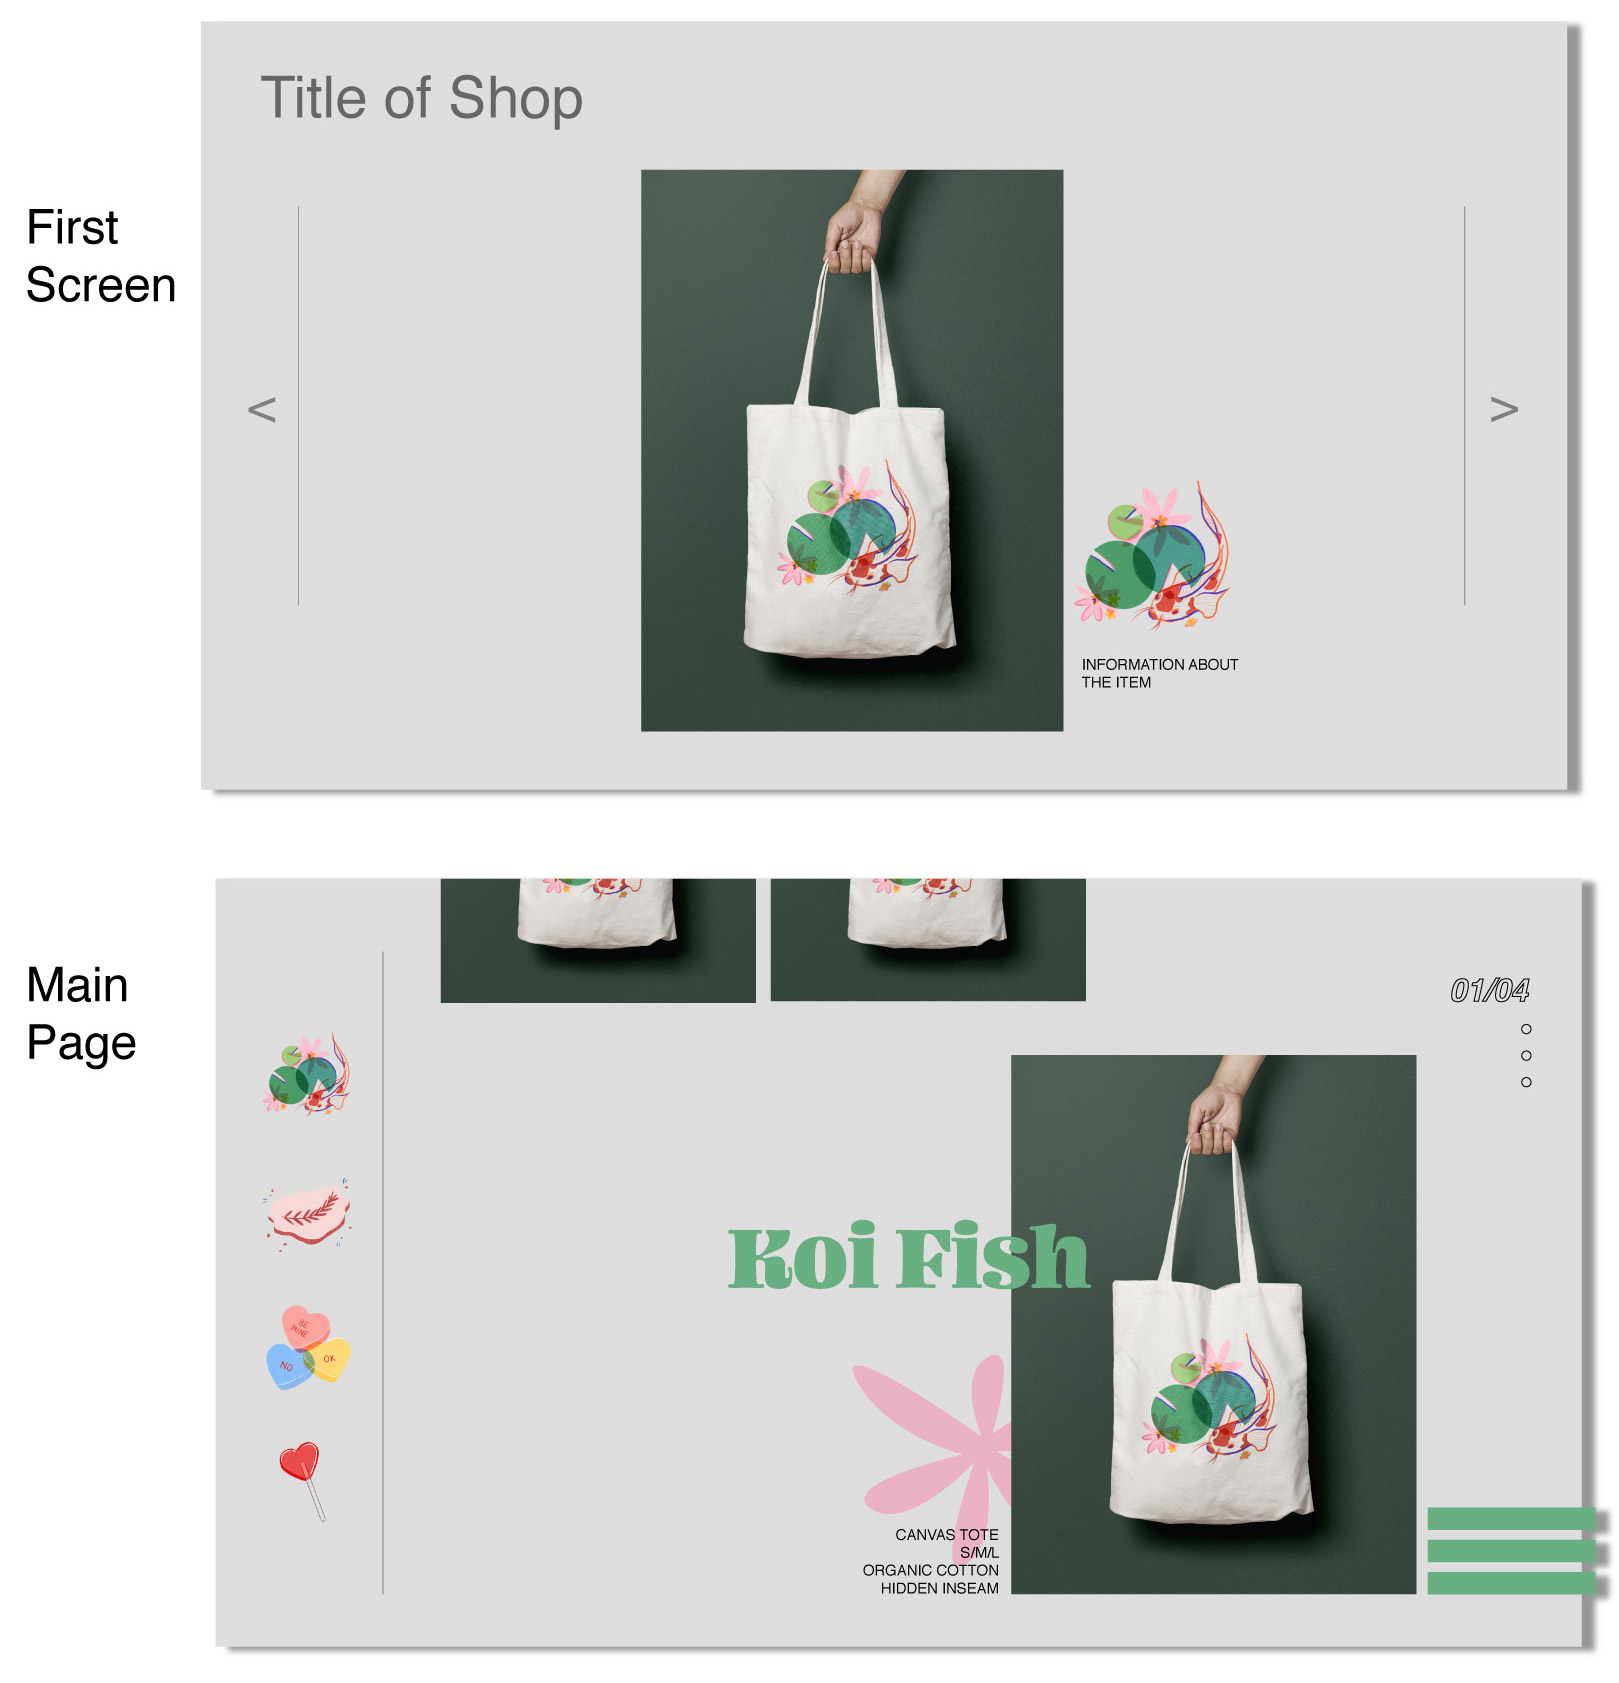 Title of Shop
First
Screen
<
>
INFORMATION ABOUT
THE ITEM
Main
Page
01/04
BE
MINE
NO
OK
Koi Fish
CANVAS TOTE
S/M/L
ORGANIC COTTON
HIDDEN INSEAM